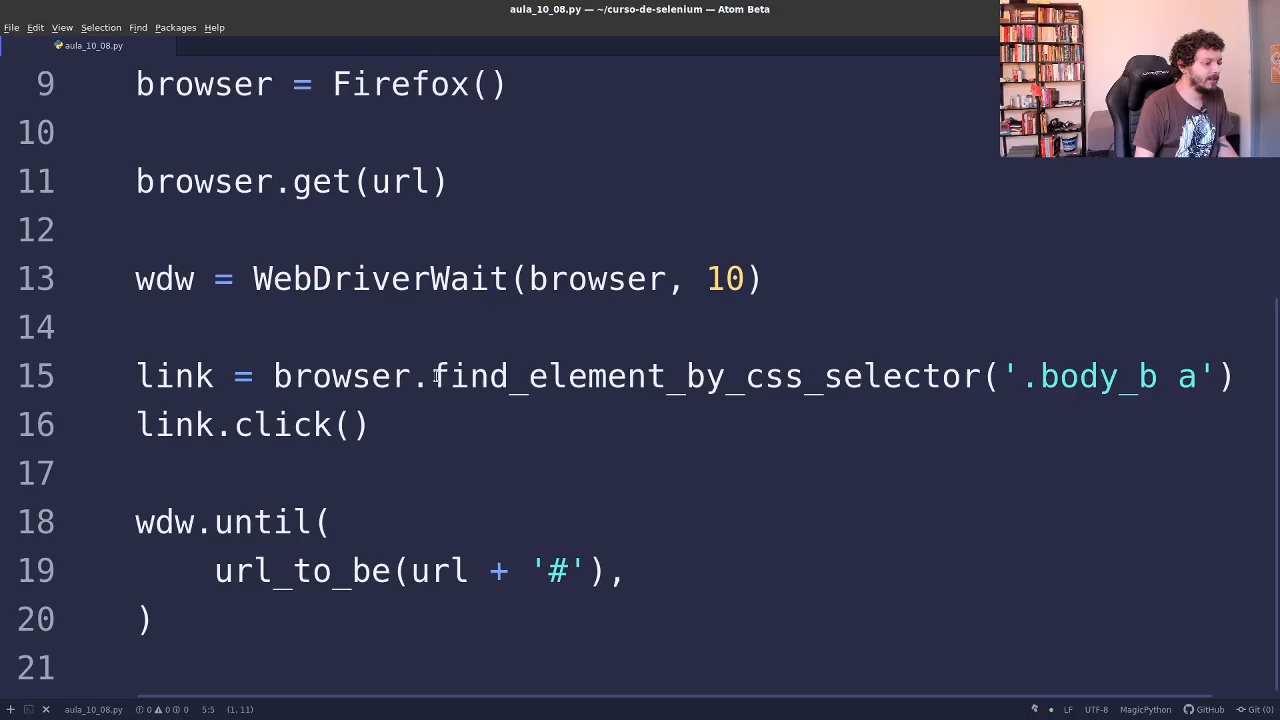 aula_10_08.py — ~/curso-de-selenium — Atom Beta
File Edit View Selection Find Packages Help
aula_10_08.py
9 browser = Firefox()
10
11 browser.get(url)
12
13 wdw = WebDriverWait(browser, 10)
14
15 link = browser.find_element_by_css_selector('.body_b a')
16 link.click()
17
18 wdw.until(
19 url_to_be(url + '#'),
20 )
21
aula_10_08.py 0 0 0 5:5 (1, 11) LF UTF-8 MagicPython GitHub Git (0)